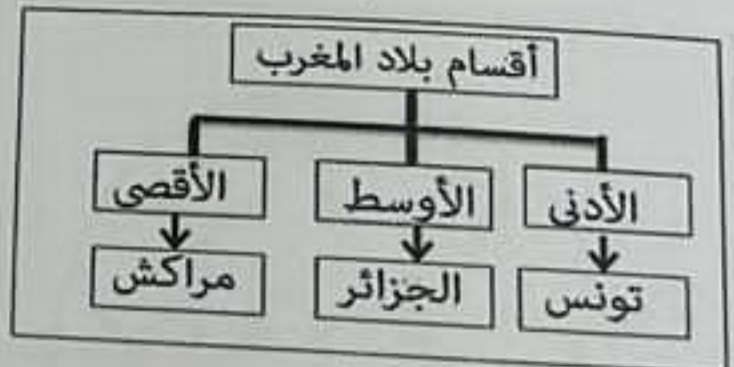 أقسام بلاد المغرب
الأدنى
الأوسط
الأقصى
تونس
الجزائر
مراكش